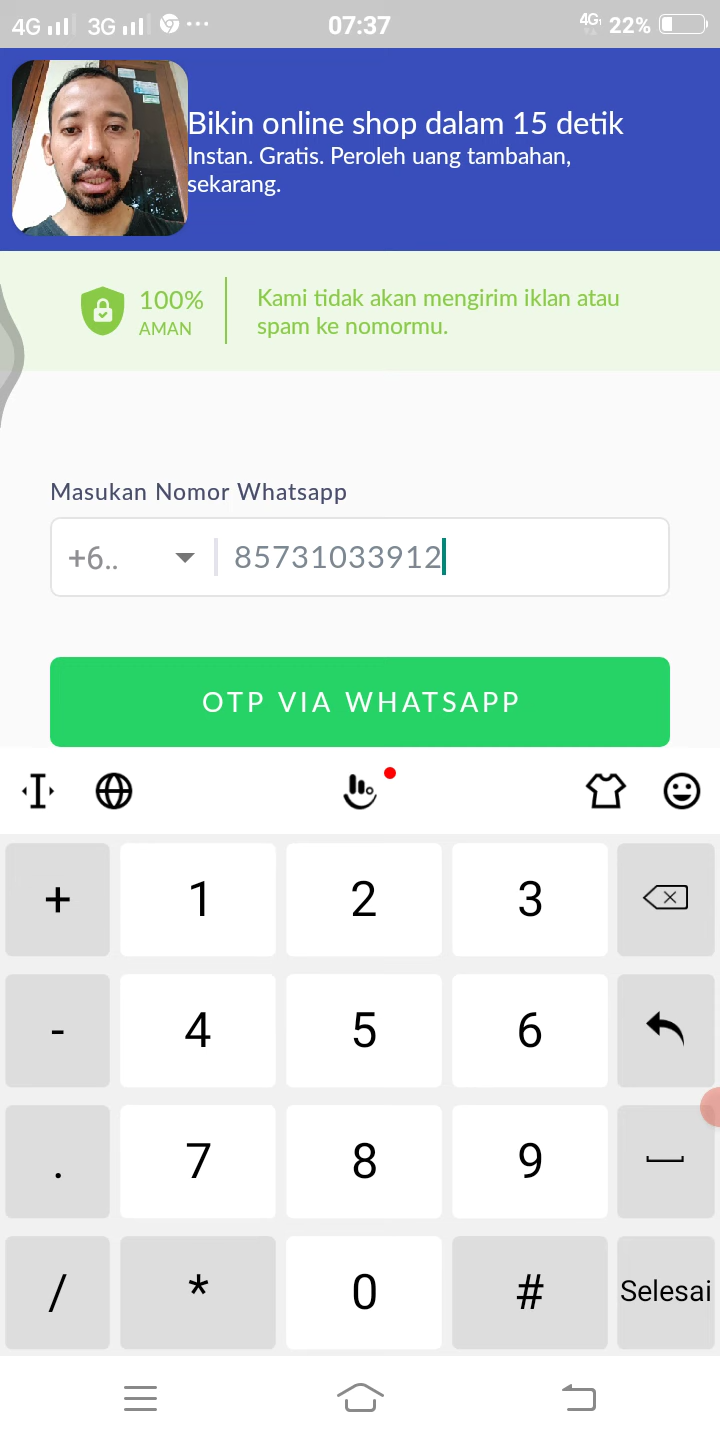 4G 3G 07:37 4G 22%
Bikin online shop dalam 15 detik
Instan. Gratis. Peroleh uang tambahan,
sekarang.
100%
AMAN
Kami tidak akan mengirim iklan atau
spam ke nomormu.
Masukan Nomor Whatsapp
+6.. 85731033912
OTP VIA WHATSAPP
+ 1 2 3
- 4 5 6
. 7 8 9
/ * 0 # Selesai